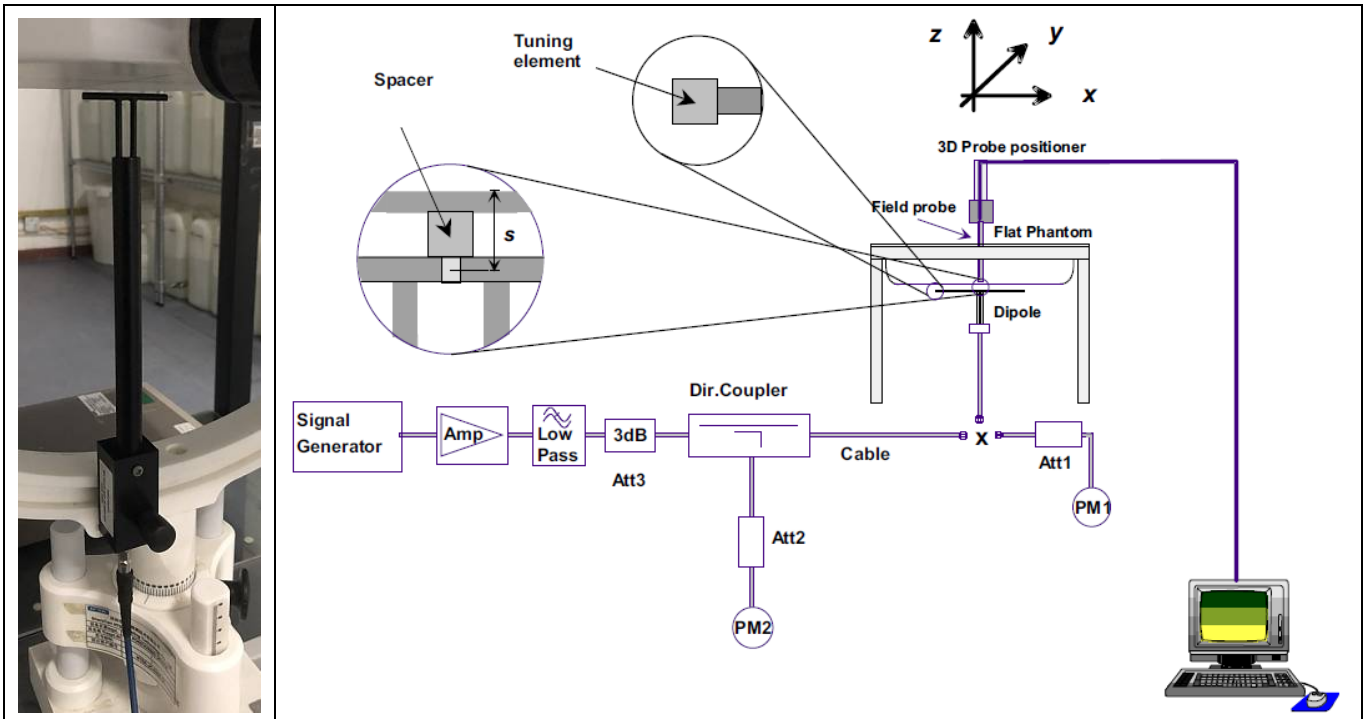 Tuning
element
Spacer
s
z
y
x
3D Probe positioner
Field probe
Flat Phantom
Dipole
Dir.Coupler
Signal
Generator
Amp
Low
Pass
3dB
Att3
Cable
x
Att1
PM1
Att2
PM2